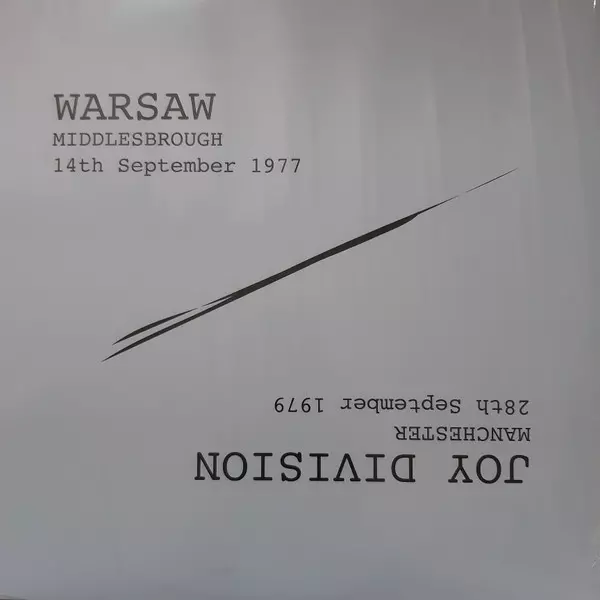 WARSAW
MIDDLESBROUGH
14th September 1977
JOY DIVISION
MANCHESTER
28th September 1979